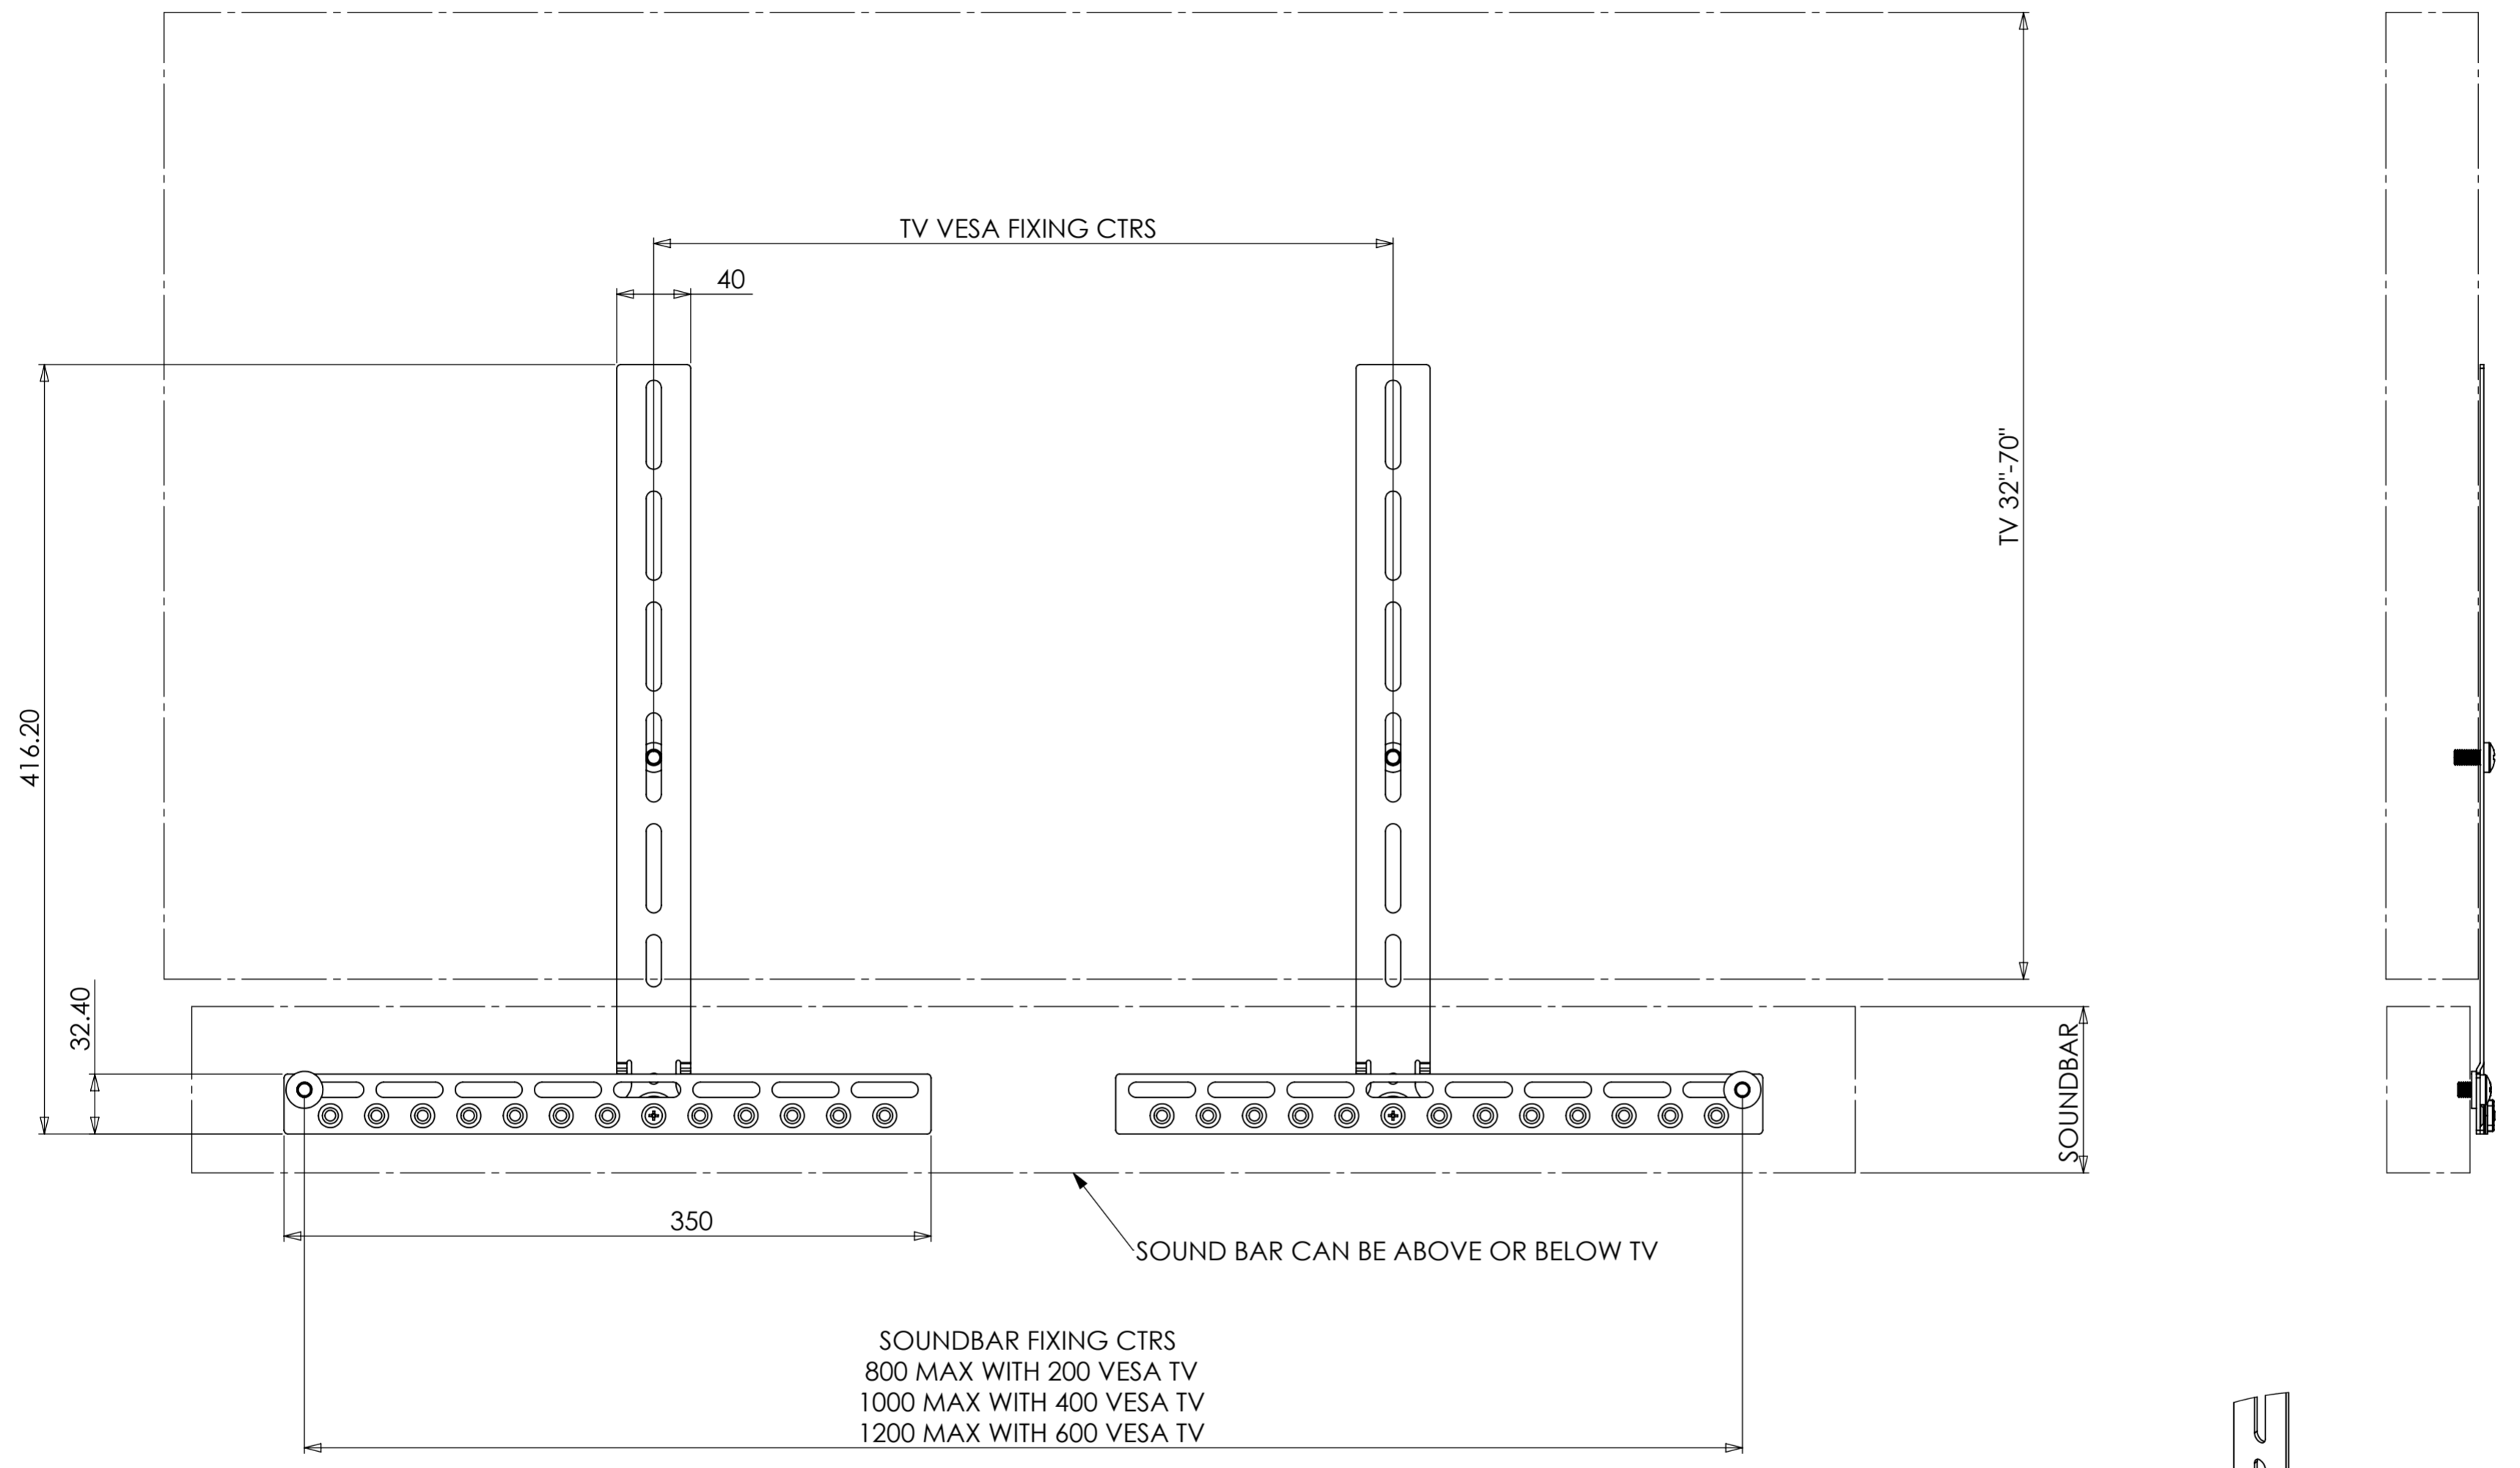 TV VESA FIXING CTRS
40
TV 32"-70"
416.20
32.40
SOUNDBAR
350
SOUND BAR CAN BE ABOVE OR BELOW TV
SOUNDBAR FIXING CTRS
800 MAX WITH 200 VESA TV
1000 MAX WITH 400 VESA TV
1200 MAX WITH 600 VESA TV